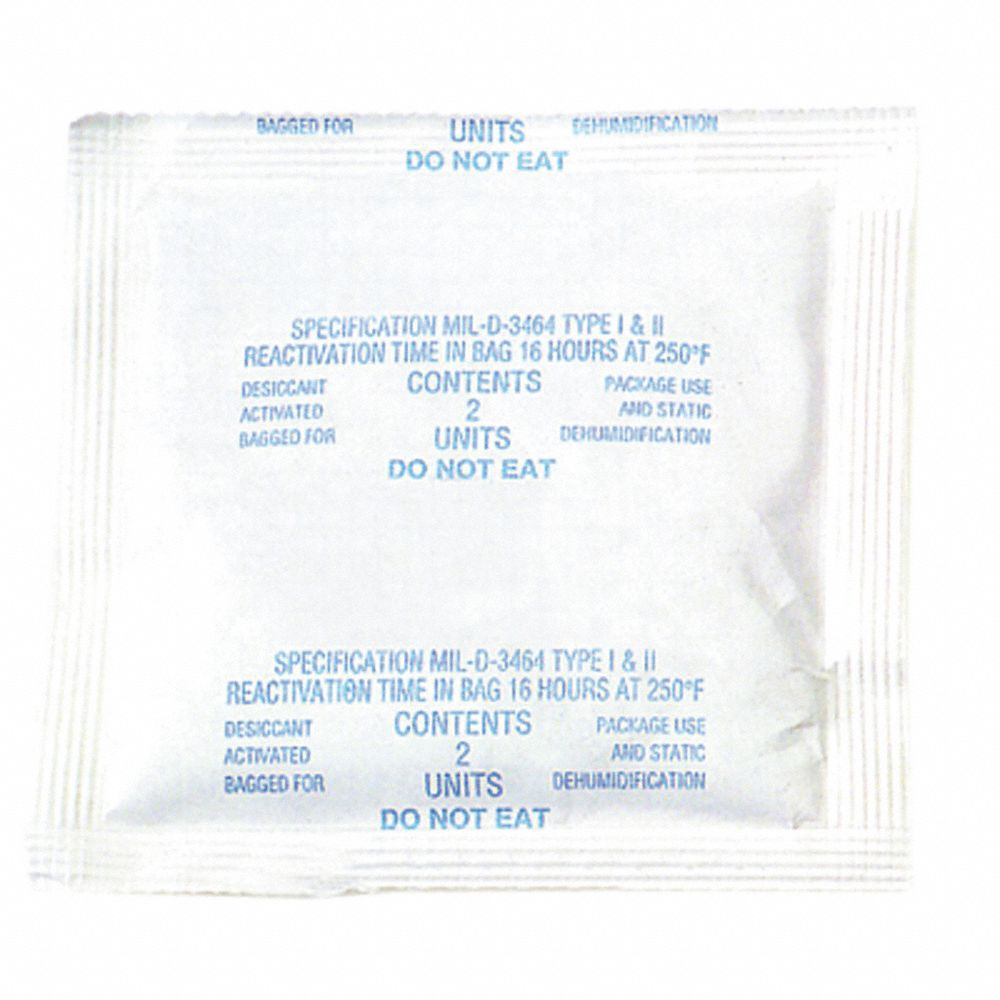 BAGGED FOR UNITS DEHUMIDIFICATION
DO NOT EAT
SPECIFICATION MIL-D-3464 TYPE I & II
REACTIVATION TIME IN BAG 16 HOURS AT 250°F
DESICCANT CONTENTS PACKAGE USE
ACTIVATED 2 AND STATIC
BAGGED FOR UNITS DEHUMIDIFICATION
DO NOT EAT
SPECIFICATION MIL-D-3464 TYPE I & II
REACTIVATION TIME IN BAG 16 HOURS AT 250°F
DESICCANT CONTENTS PACKAGE USE
ACTIVATED 2 AND STATIC
BAGGED FOR UNITS DEHUMIDIFICATION
DO NOT EAT